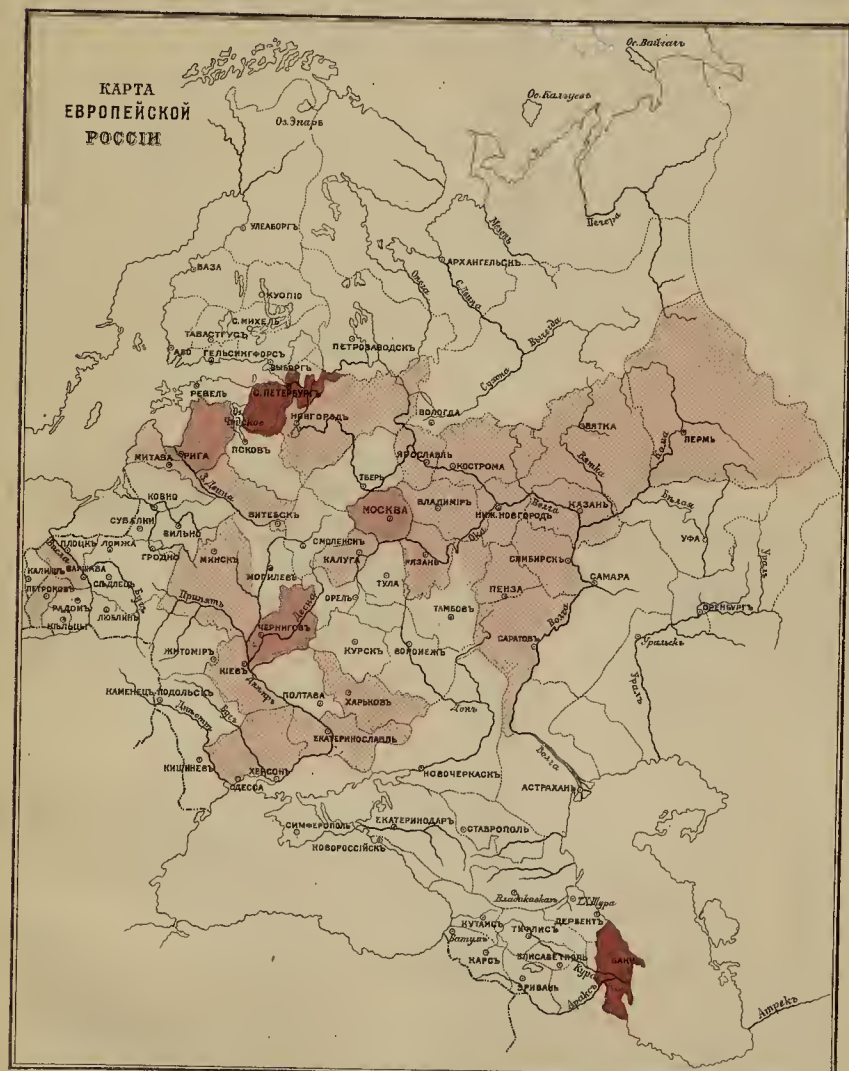 КАРТА
ЕВРОПЕЙСКОЙ
РОССІИ
Ос. Вайгачъ
Ос. Калгуевъ
Оз. Энаре
Печера
Мезень
УЛЕАБОРГЪ
АРХАНГЕЛЬСКЪ
ВАЗА
Онега
С. Двина
КУОПІО
С. МИХЕЛЬ
ТАВАСТГУСЪ
ПЕТРОЗАВОДСКЪ
Вычегда
АБО
ГЕЛЬСИНГФОРСЪ
ВЫБОРГЪ
Сухона
РЕВЕЛЬ
С. ПЕТЕРБУРГЪ
Оз.
Чудское
НОВГОРОДЪ
ВОЛОГДА
ВЯТКА
ПЕРМЬ
Кама
ПСКОВЪ
МИТАВА
РИГА
ЯРОСЛАВЛЬ
КОСТРОМА
Вятка
З. Двина
ТВЕРЬ
КОВНО
ВИТЕБСКЪ
МОСКВА
ВЛАДИМІРЪ
НИЖ. НОВГОРОДЪ
Волга
КАЗАНЬ
Бѣлая
СУВАЛКИ
ВИЛЬНО
СМОЛЕНСКЪ
Ока
УФА
ПЛОЦКЪ
ЛОМЖА
ГРОДНО
МИНСКЪ
КАЛУГА
РЯЗАНЬ
СИМБИРСКЪ
Висла
КАЛИШЪ
ВАРШАВА
СѢДЛЕЦЪ
МОГИЛЕВЪ
ТУЛА
САМАРА
Уралъ
ПЕТРОКОВЪ
Бугъ
Припять
Десна
ОРЕЛЪ
ПЕНЗА
РАДОМЪ
ЛЮБЛИНЪ
ТАМБОВЪ
ОРЕНБУРГЪ
КѢЛЬЦЫ
ЧЕРНИГОВЪ
Волга
ЖИТОМІРЪ
КУРСКЪ
ВОРОНЕЖЪ
САРАТОВЪ
Уральскъ
КІЕВЪ
Днѣпръ
КАМЕНЕЦЪ-ПОДОЛЬСКЪ
ПОЛТАВА
ХАРЬКОВЪ
Уралъ
Днѣстръ
Бугъ
Донъ
ЕКАТЕРИНОСЛАВЛЬ
Волга
КИШИНЕВЪ
ХЕРСОНЪ
НОВОЧЕРКАСКЪ
ОДЕССА
АСТРАХАНЬ
СИМФЕРОПОЛЬ
ЕКАТЕРИНОДАРЪ
СТАВРОПОЛЬ
НОВОРОССІЙСКЪ
Владикавказъ
Т.Х. Шура
КУТАИСЪ
ТИФЛИСЪ
ДЕРБЕНТЪ
Батумъ
КАРСЪ
ЕЛИСАВЕТПОЛЬ
БАКУ
Кура
ЭРИВАНЬ
Араксъ
Атрекъ